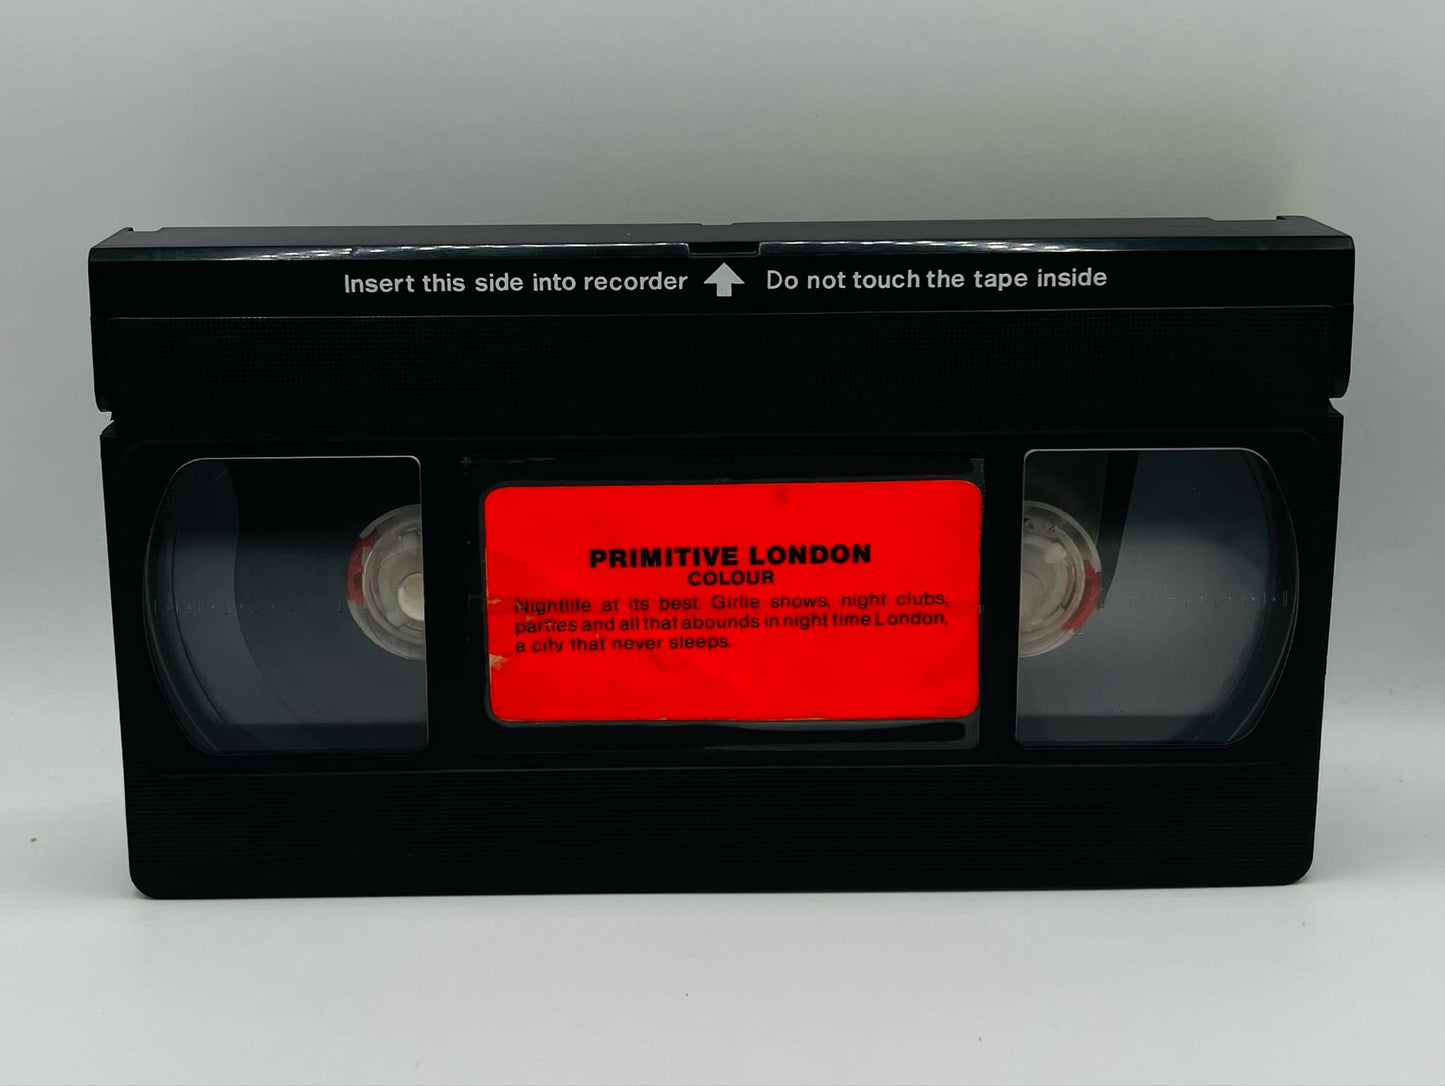 Insert this side into recorder Do not touch the tape inside
PRIMITIVE LONDON
COLOUR
Nightlife at its best. Girlie shows, night clubs,
parties and all that abounds in night time London,
a city that never sleeps.